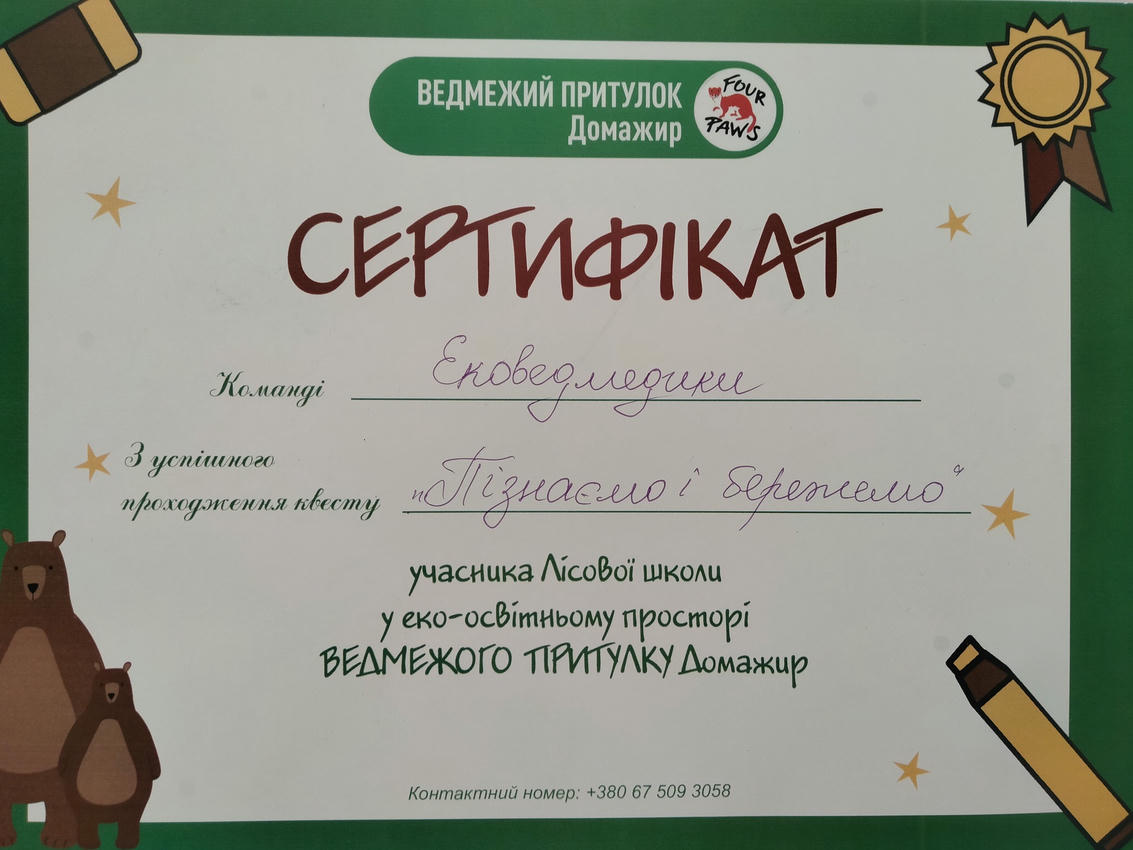 ВЕДМЕЖИЙ ПРИТУЛОК
Домажир
FOUR
PAWS
СЕРТИФІКАТ
Команді Ековедмедики
З успішного
проходження квесту „Пізнаємо і бережемо“
учасника Лісової школи
у еко-освітньому просторі
ВЕДМЕЖОГО ПРИТУЛКУ Домажир
Контактний номер: +380 67 509 3058